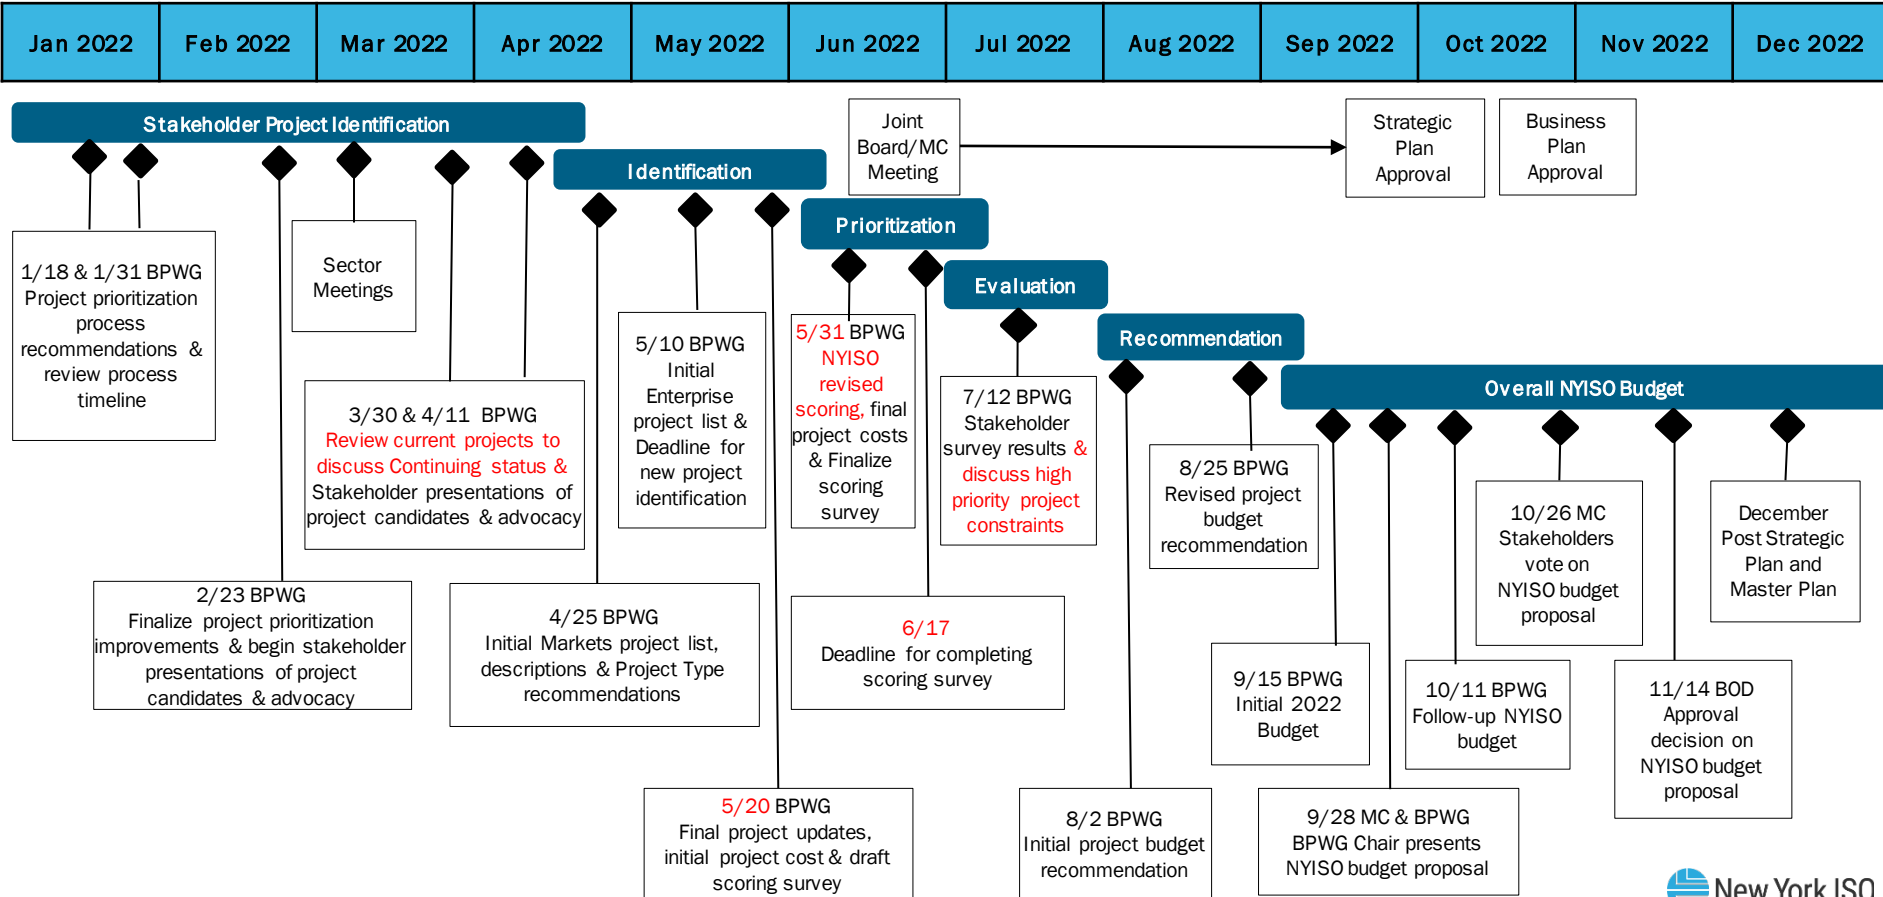 Jan 2022
Feb 2022
Mar 2022
Apr 2022
May 2022
Jun 2022
Jul 2022
Aug 2022
Sep 2022
Oct 2022
Nov 2022
Dec 2022
Stakeholder Project Identification
Identification
Prioritization
Evaluation
Recommendation
Overall NYISO Budget
Joint
Board/MC
Meeting
Strategic
Plan
Approval
Business
Plan
Approval
1/18 & 1/31 BPWG
Project prioritization
process
recommendations &
review process
timeline
Sector
Meetings
3/30 & 4/11 BPWG
Review current projects to
discuss Continuing status &
Stakeholder presentations of
project candidates & advocacy
2/23 BPWG
Finalize project prioritization
improvements & begin stakeholder
presentations of project
candidates & advocacy
4/25 BPWG
Initial Markets project list,
descriptions & Project Type
recommendations
5/10 BPWG
Initial
Enterprise
project list &
Deadline for
new project
identification
5/20 BPWG
Final project updates,
initial project cost & draft
scoring survey
5/31 BPWG
NYISO
revised
scoring, final
project costs
& Finalize
scoring
survey
6/17
Deadline for completing
scoring survey
7/12 BPWG
Stakeholder
survey results &
discuss high
priority project
constraints
8/2 BPWG
Initial project budget
recommendation
8/25 BPWG
Revised project
budget
recommendation
9/15 BPWG
Initial 2022
Budget
9/28 MC & BPWG
BPWG Chair presents
NYISO budget proposal
10/11 BPWG
Follow-up NYISO
budget
10/26 MC
Stakeholders
vote on
NYISO budget
proposal
11/14 BOD
Approval
decision on
NYISO budget
proposal
December
Post Strategic
Plan and
Master Plan
New York ISO